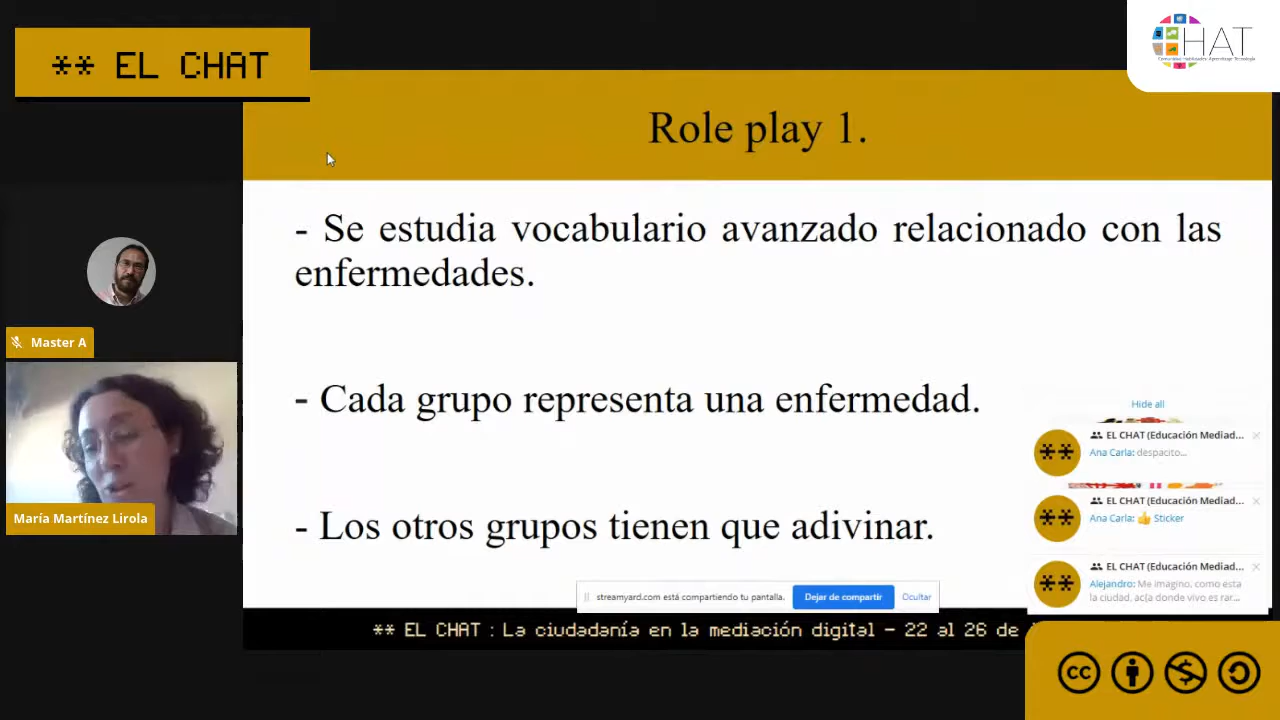 ** EL CHAT
HAT
Role play 1.
- Se estudia vocabulario avanzado relacionado con las
enfermedades.
- Cada grupo representa una enfermedad.
- Los otros grupos tienen que adivinar.
Master A
María Martínez Lirola
Hide all
EL CHAT (Educación Mediad...
Ana Carla: despacito...
EL CHAT (Educación Mediad...
Ana Carla: 👍 Sticker
EL CHAT (Educación Mediad...
Alejandro: Me imagino, como esta
la ciudad, ac{a donde vivo es rar...
streamyard.com está compartiendo tu pantalla.
Dejar de compartir
Ocultar
** EL CHAT : La ciudadanía en la mediación digital - 22 al 26 de
cc